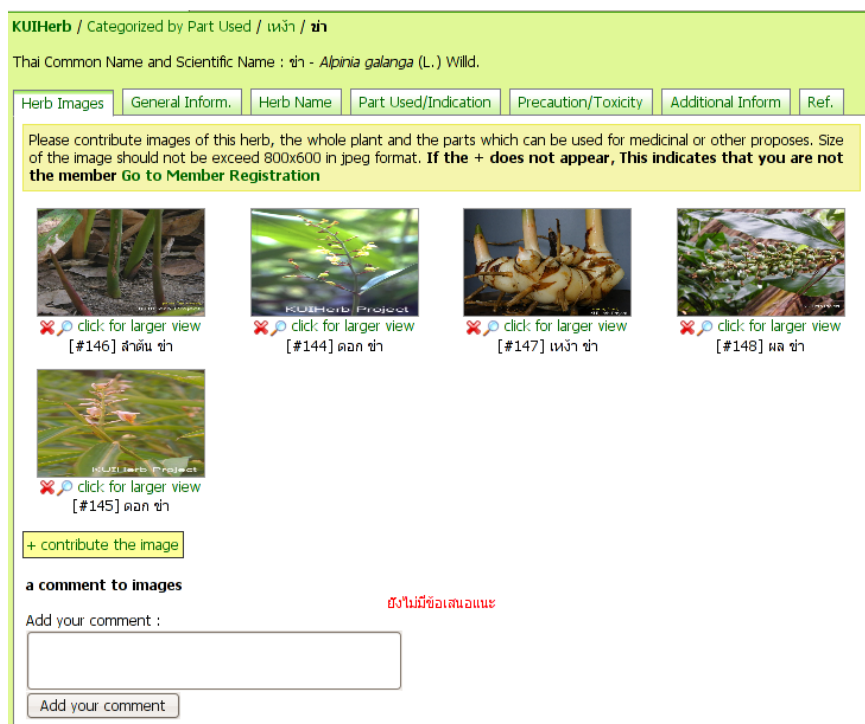 KUIHerb / Categorized by Part Used / เหง้า / ข่า
Thai Common Name and Scientific Name : ข่า - Alpinia galanga (L.) Willd.
Herb Images General Inform. Herb Name Part Used/Indication Precaution/Toxicity Additional Inform Ref.
Please contribute images of this herb, the whole plant and the parts which can be used for medicinal or other proposes. Size
of the image should not be exceed 800x600 in jpeg format. If the + does not appear, This indicates that you are not
the member Go to Member Registration
KUIHerb Project
click for larger view click for larger view click for larger view click for larger view
[#146] ลำต้น ข่า [#144] ดอก ข่า [#147] เหง้า ข่า [#148] ผล ข่า
KUIHerb Project
click for larger view
[#145] ดอก ข่า
+ contribute the image
a comment to images
ยังไม่มีข้อเสนอแนะ
Add your comment :
Add your comment